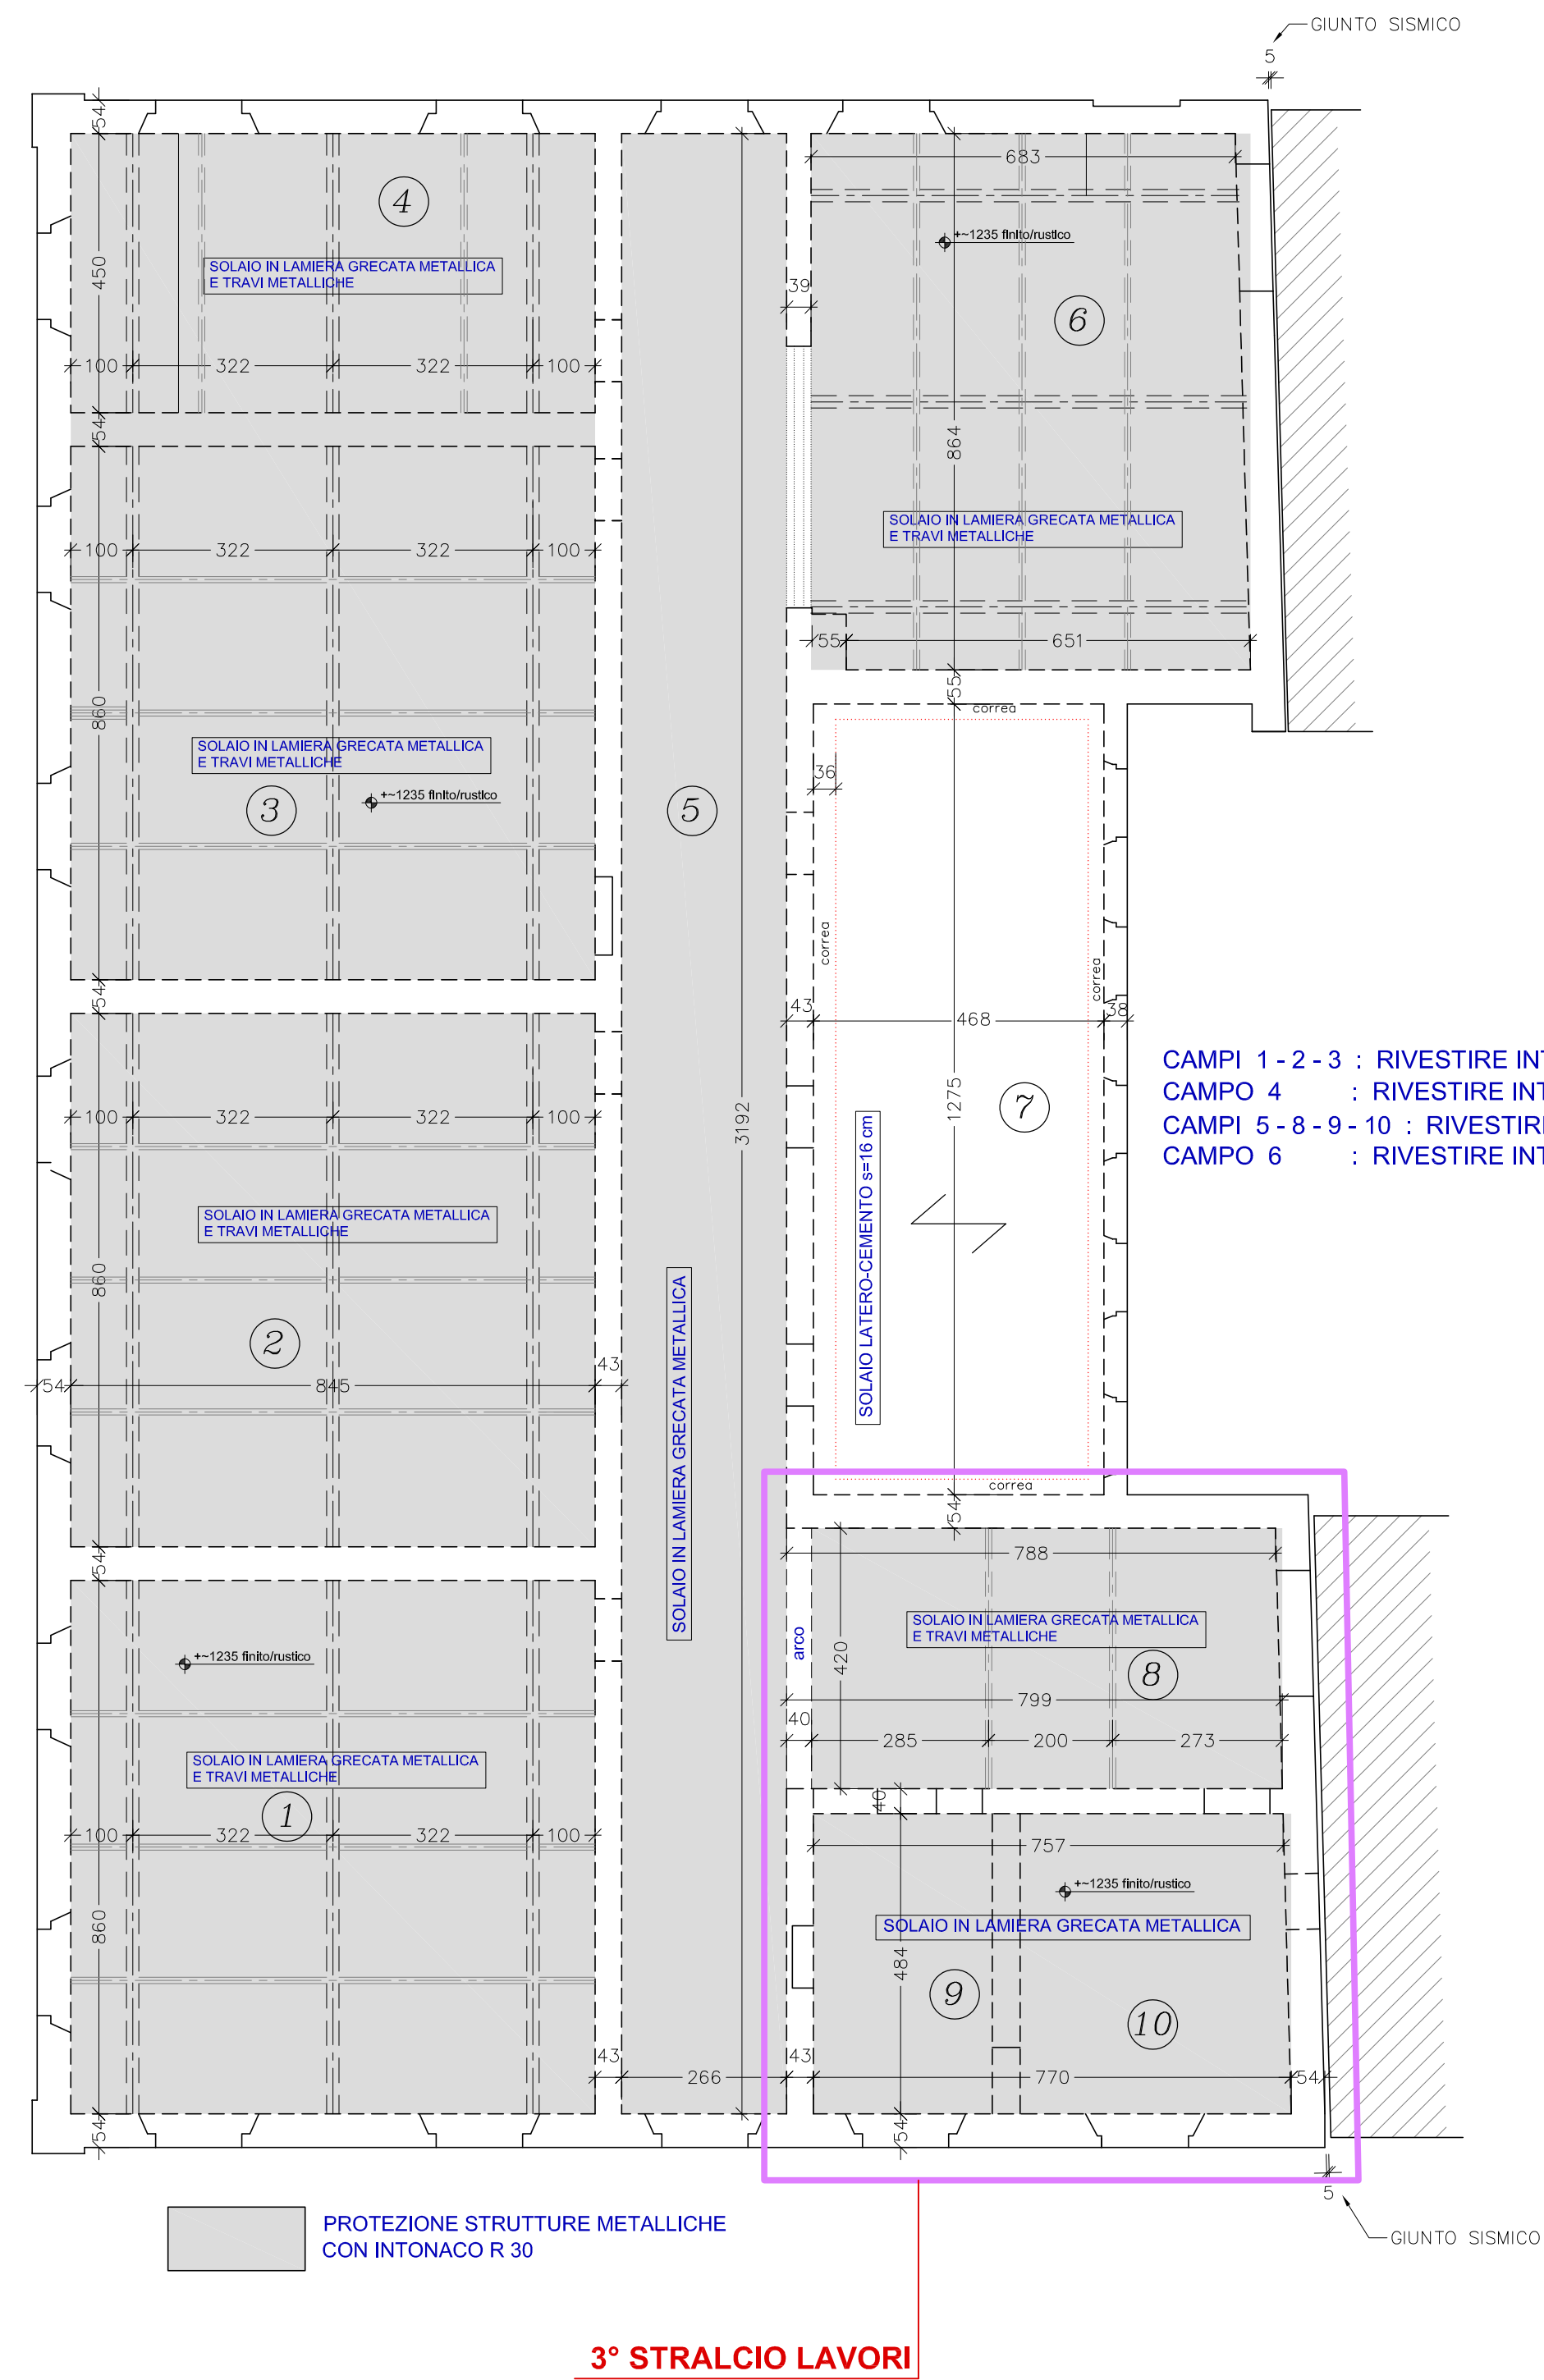 GIUNTO SISMICO
5
54
683
4
+~1235 finito/rustico
450
SOLAIO IN LAMIERA GRECATA METALLICA
E TRAVI METALLICHE
39
6
100
322
322
100
54
864
SOLAIO IN LAMIERA GRECATA METALLICA
E TRAVI METALLICHE
100
322
322
100
55
651
55
correa
860
SOLAIO IN LAMIERA GRECATA METALLICA
E TRAVI METALLICHE
36
+~1235 finito/rustico
3
5
correa
correa
54
43
468
38
CAMPI 1 - 2 - 3 : RIVESTIRE INT
CAMPO 4 : RIVESTIRE INT
CAMPI 5 - 8 - 9 - 10 : RIVESTIRE
CAMPO 6 : RIVESTIRE INT
7
1275
3192
100
322
322
100
SOLAIO LATERO-CEMENTO s=16 cm
SOLAIO IN LAMIERA GRECATA METALLICA
E TRAVI METALLICHE
860
2
54
845
43
SOLAIO IN LAMIERA GRECATA METALLICA
correa
54
54
788
SOLAIO IN LAMIERA GRECATA METALLICA
E TRAVI METALLICHE
arco
420
+~1235 finito/rustico
8
799
40
285
200
273
SOLAIO IN LAMIERA GRECATA METALLICA
E TRAVI METALLICHE
1
40
100
322
322
100
757
+~1235 finito/rustico
SOLAIO IN LAMIERA GRECATA METALLICA
860
484
9
10
43
266
43
770
54
54
54
5
GIUNTO SISMICO
PROTEZIONE STRUTTURE METALLICHE
CON INTONACO R 30
3° STRALCIO LAVORI